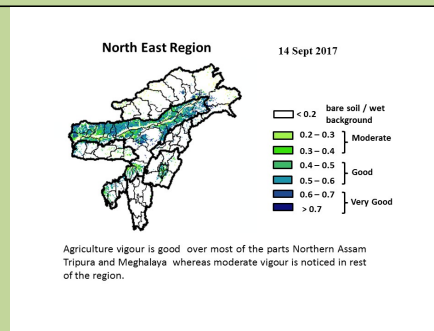 North East Region
14 Sept 2017
< 0.2 bare soil / wet
background
0.2 – 0.3
Moderate
0.3 – 0.4
0.4 – 0.5
Good
0.5 – 0.6
0.6 – 0.7
Very Good
> 0.7
Agriculture vigour is good over most of the parts Northern Assam
Tripura and Meghalaya whereas moderate vigour is noticed in rest
of the region.